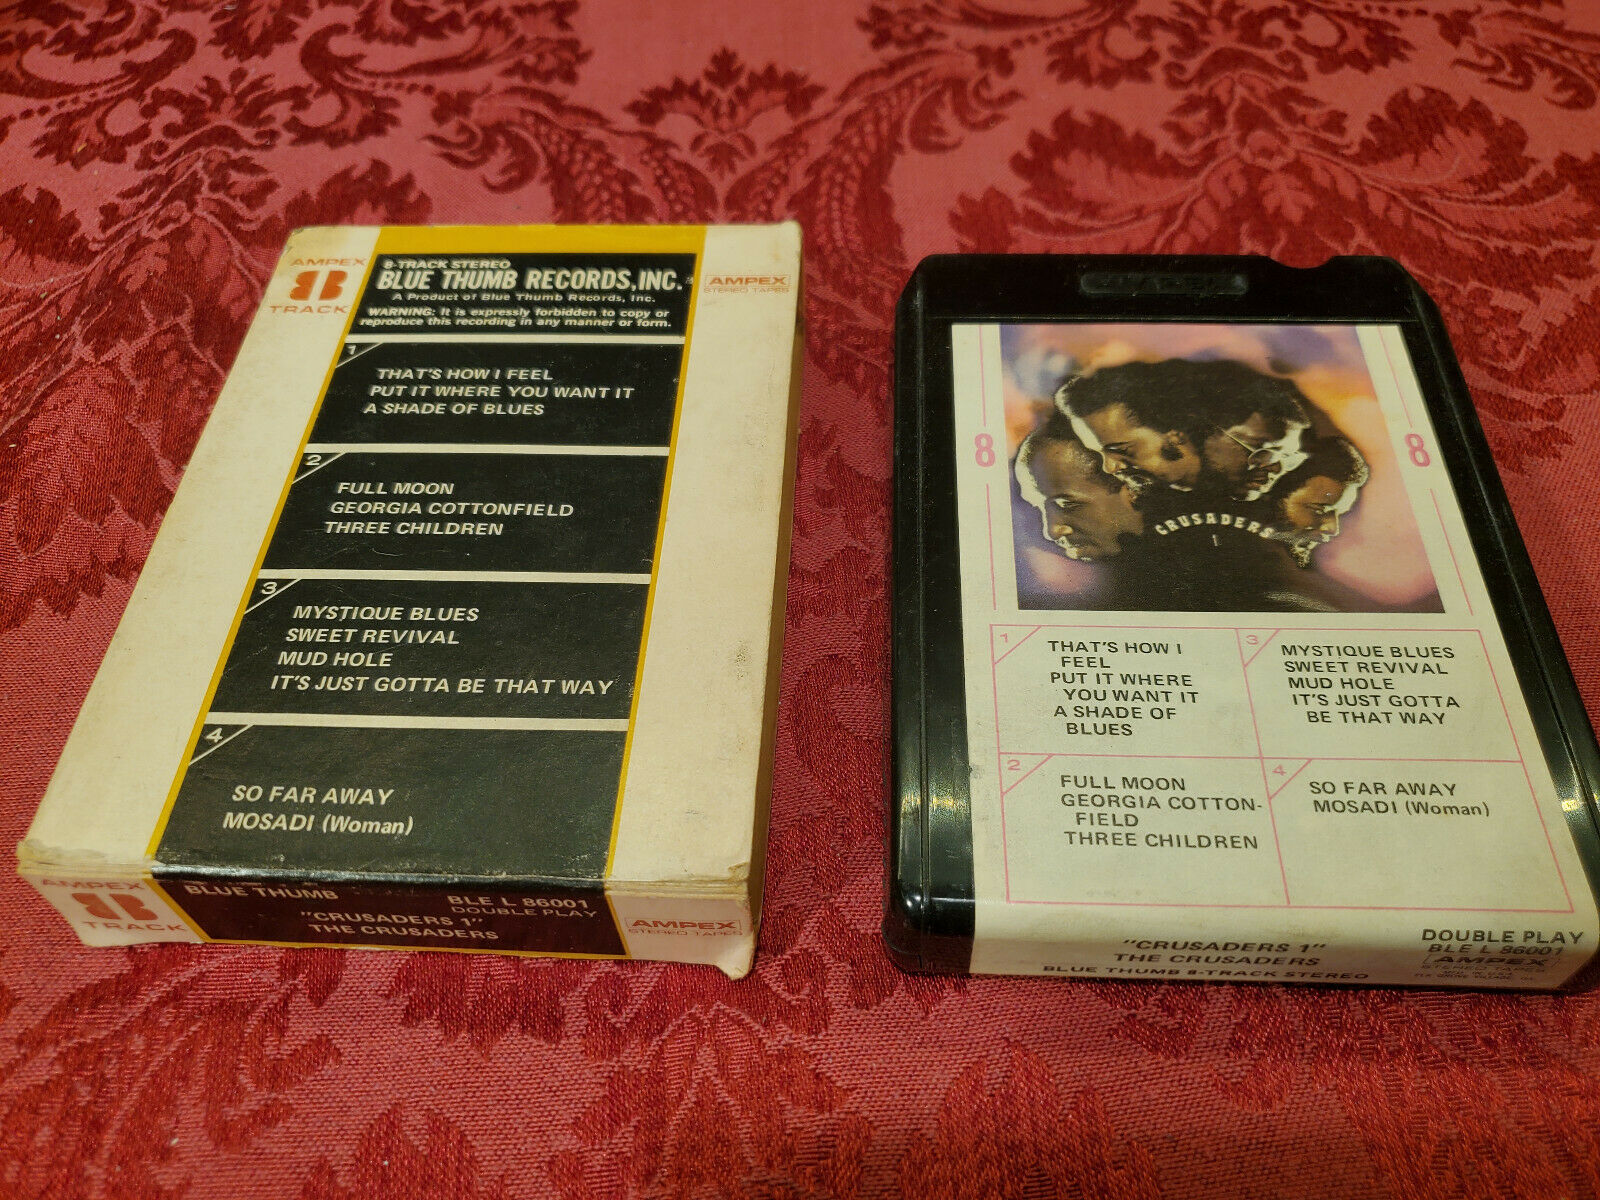 AMPEX
8
TRACK
8-TRACK STEREO
BLUE THUMB RECORDS, INC.
A Product of Blue Thumb Records, Inc.
WARNING: It is expressly forbidden to copy or
reproduce this recording in any manner or form.
AMPEX
STEREO TAPES
1
THAT'S HOW I FEEL
PUT IT WHERE YOU WANT IT
A SHADE OF BLUES
2
FULL MOON
GEORGIA COTTONFIELD
THREE CHILDREN
3
MYSTIQUE BLUES
SWEET REVIVAL
MUD HOLE
IT'S JUST GOTTA BE THAT WAY
4
SO FAR AWAY
MOSADI (Woman)
AMPEX
8
TRACK
BLUE THUMB
BLE L 86001
DOUBLE PLAY
"CRUSADERS 1"
THE CRUSADERS
AMPEX
STEREO TAPES
8
8
CRUSADERS
1
1
THAT'S HOW I
FEEL
PUT IT WHERE
YOU WANT IT
A SHADE OF
BLUES
2
FULL MOON
GEORGIA COTTON-
FIELD
THREE CHILDREN
3
MYSTIQUE BLUES
SWEET REVIVAL
MUD HOLE
IT'S JUST GOTTA
BE THAT WAY
4
SO FAR AWAY
MOSADI (Woman)
"CRUSADERS 1"
THE CRUSADERS
BLUE THUMB 8-TRACK STEREO
DOUBLE PLAY
BLE L 86001
AMPEX
STEREO TAPES